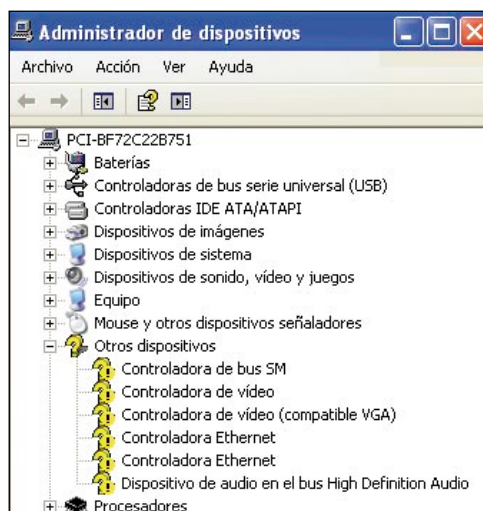 Administrador de dispositivos
Archivo Acción Ver Ayuda
PCI-BF72C22B751
Baterías
Controladoras de bus serie universal (USB)
Controladoras IDE ATA/ATAPI
Dispositivos de imágenes
Dispositivos de sistema
Dispositivos de sonido, vídeo y juegos
Equipo
Mouse y otros dispositivos señaladores
Otros dispositivos
Controladora de bus SM
Controladora de vídeo
Controladora de vídeo (compatible VGA)
Controladora Ethernet
Controladora Ethernet
Dispositivo de audio en el bus High Definition Audio
Procesadores